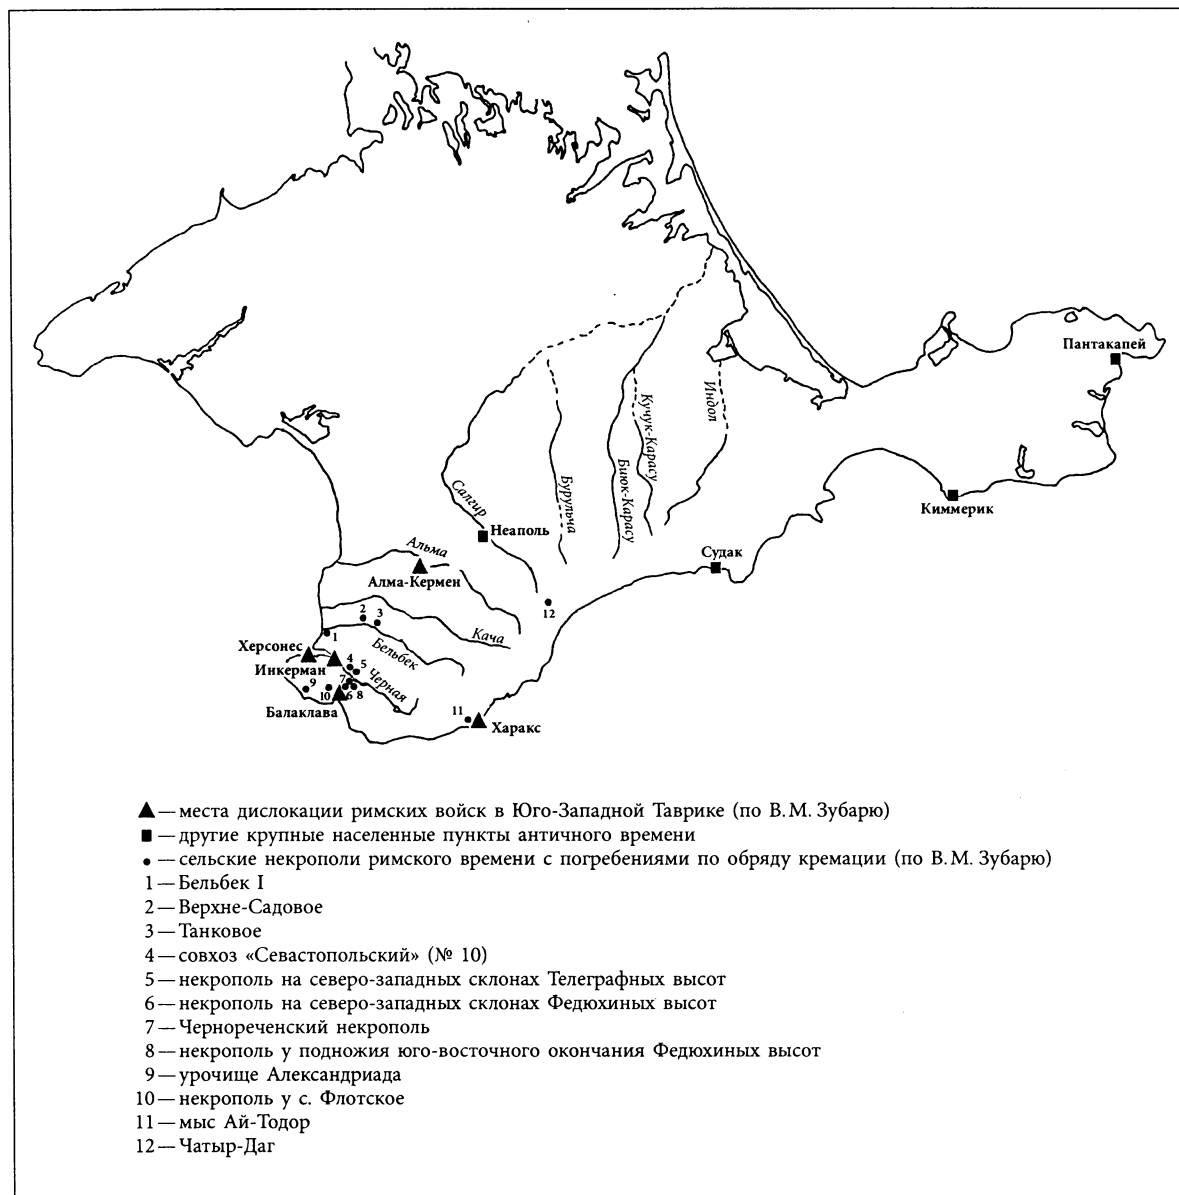 Пантакапей
Индол
Кучук-Карасу
Биюк-Карасу
Бурульча
Салгир
Киммерик
Неаполь
Судак
Альма
Алма-Кермен
12
2
3
Кача
1
Бельбек
Херсонес
Инкерман
4
5
Черная
7
9
10
6
8
Балаклава
11
Харакс
▲ — места дислокации римских войск в Юго-Западной Таврике (по В.М. Зубарю)
■ — другие крупные населенные пункты античного времени
• — сельские некрополи римского времени с погребениями по обряду кремации (по В.М. Зубарю)
1 — Бельбек I
2 — Верхне-Садовое
3 — Танковое
4 — совхоз «Севастопольский» (№ 10)
5 — некрополь на северо-западных склонах Телеграфных высот
6 — некрополь на северо-западных склонах Федюхиных высот
7 — Чернореченский некрополь
8 — некрополь у подножия юго-восточного окончания Федюхиных высот
9 — урочище Александриада
10 — некрополь у с. Флотское
11 — мыс Ай-Тодор
12 — Чатыр-Даг